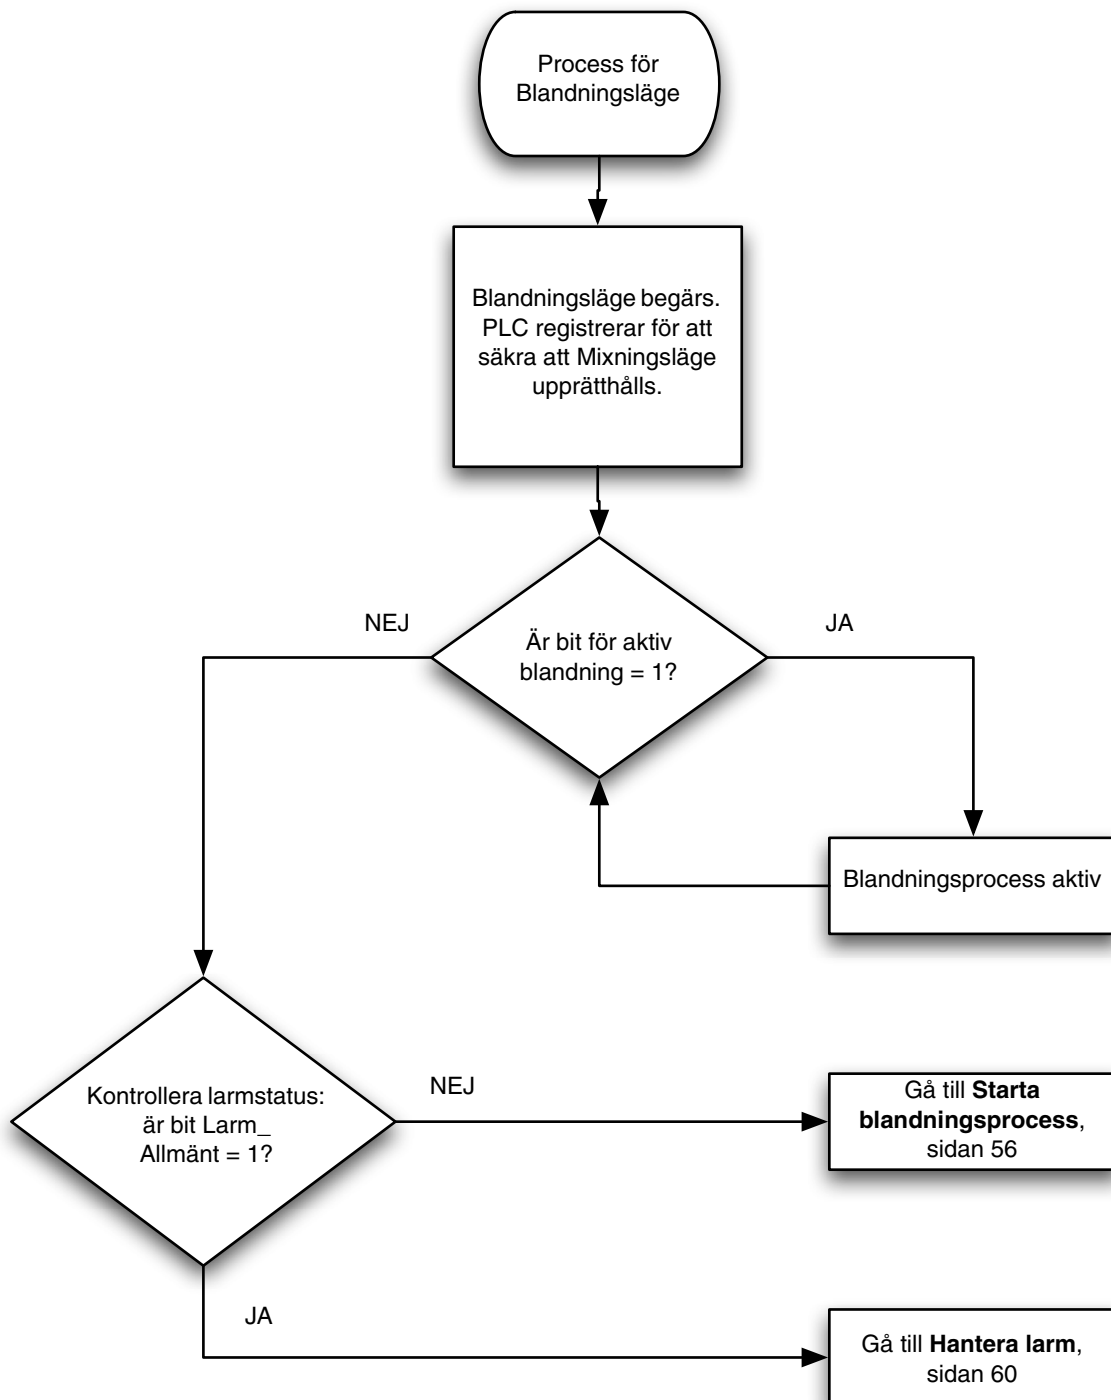 Process för
Blandningsläge
Blandningsläge begärs.
PLC registrerar för att
säkra att Mixningsläge
upprätthålls.
NEJ
JA
Är bit för aktiv
blandning = 1?
Blandningsprocess aktiv
Kontrollera larmstatus:
är bit Larm_
Allmänt = 1?
NEJ
Gå till Starta
blandningsprocess,
sidan 56
JA
Gå till Hantera larm,
sidan 60